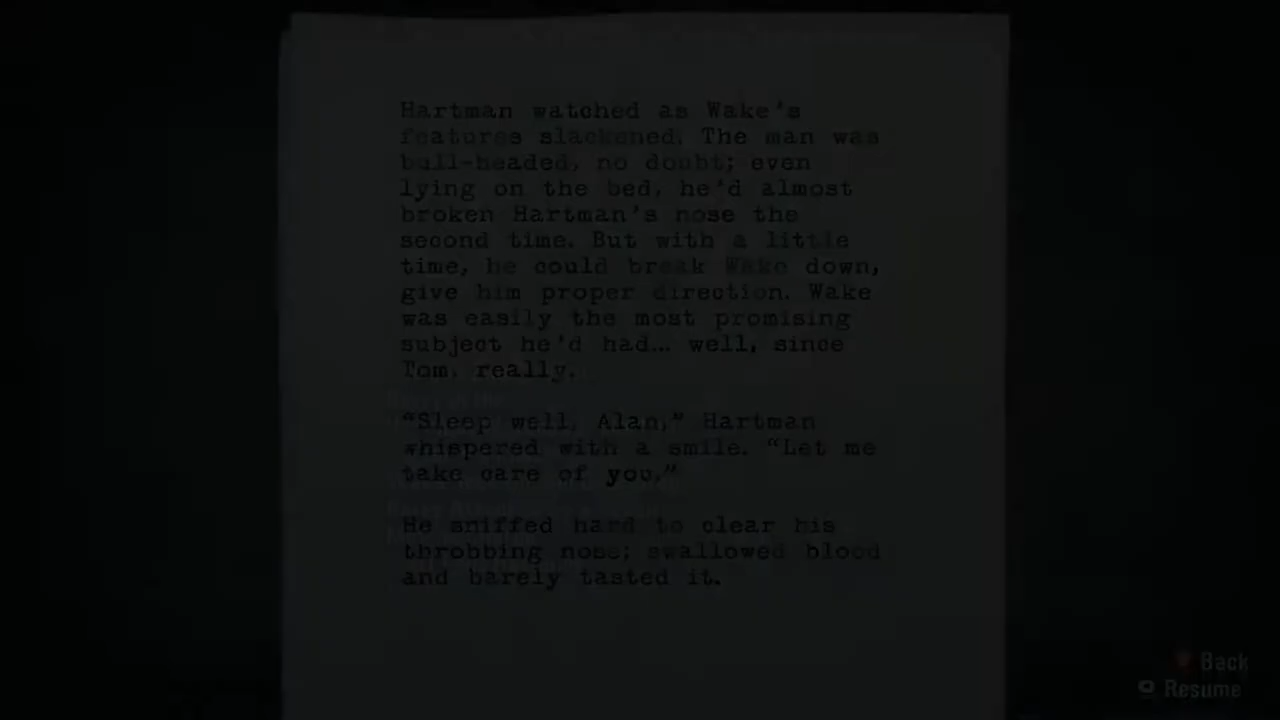 Hartman watched as Wake's
features slackened. The man was
bull-headed, no doubt; even
lying on the bed, he'd almost
broken Hartman's nose the
second time. But with a little
time, he could break Wake down,
give him proper direction. Wake
was easily the most promising
subject he'd had… well, since
Tom, really.
“Sleep well, Alan,” Hartman
whispered with a smile. “Let me
take care of you.”
He sniffed hard to clear his
throbbing nose; swallowed blood
and barely tasted it.
Back
Resume